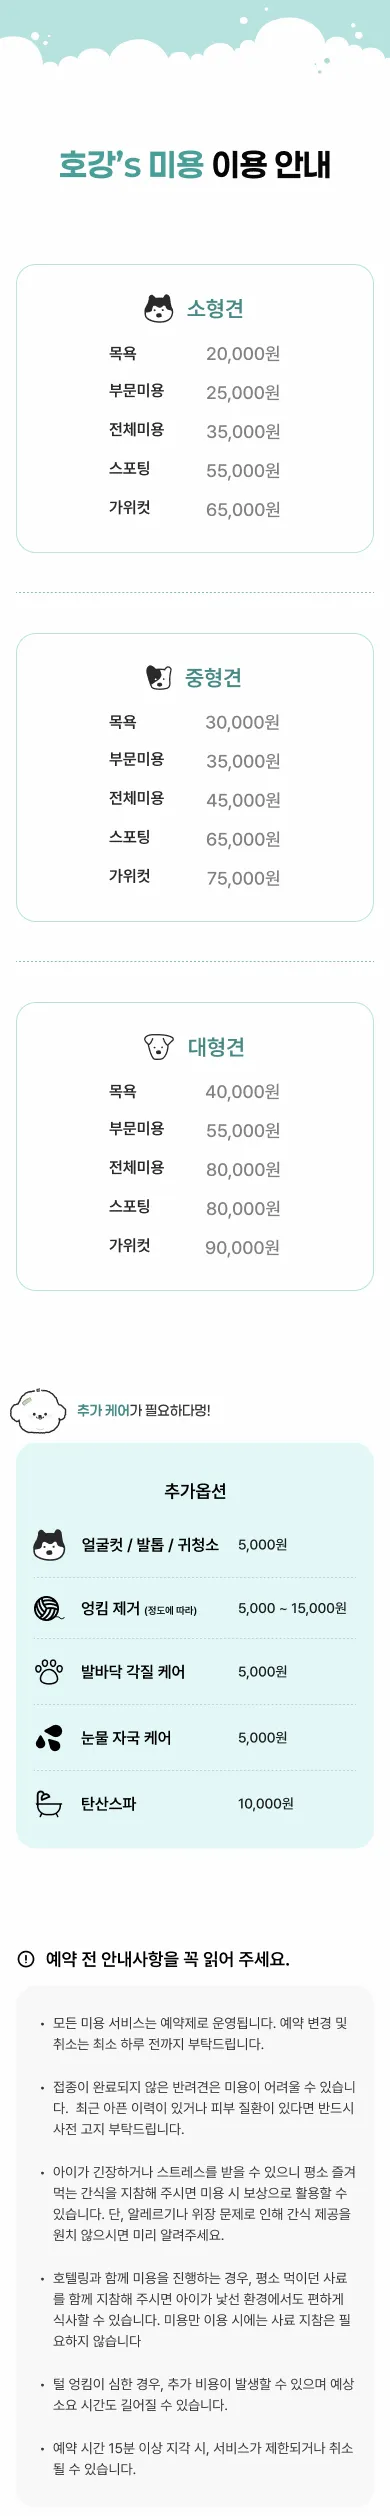 호강’s 미용 이용 안내
소형견
목욕 20,000원
부문미용 25,000원
전체미용 35,000원
스포팅 55,000원
가위컷 65,000원
중형견
목욕 30,000원
부문미용 35,000원
전체미용 45,000원
스포팅 65,000원
가위컷 75,000원
대형견
목욕 40,000원
부문미용 55,000원
전체미용 80,000원
스포팅 80,000원
가위컷 90,000원
추가 케어가 필요하다멍!
추가옵션
얼굴컷 / 발톱 / 귀청소 5,000원
엉킴 제거 (정도에 따라) 5,000 ~ 15,000원
발바닥 각질 케어 5,000원
눈물 자국 케어 5,000원
탄산스파 10,000원
예약 전 안내사항을 꼭 읽어 주세요.
• 모든 미용 서비스는 예약제로 운영됩니다. 예약 변경 및
취소는 최소 하루 전까지 부탁드립니다.
• 접종이 완료되지 않은 반려견은 미용이 어려울 수 있습니
다. 최근 아픈 이력이 있거나 피부 질환이 있다면 반드시
사전 고지 부탁드립니다.
• 아이가 긴장하거나 스트레스를 받을 수 있으니 평소 즐겨
먹는 간식을 지참해 주시면 미용 시 보상으로 활용할 수
있습니다. 단, 알레르기나 위장 문제로 인해 간식 제공을
원치 않으시면 미리 알려주세요.
• 호텔링과 함께 미용을 진행하는 경우, 평소 먹이던 사료
를 함께 지참해 주시면 아이가 낯선 환경에서도 편하게
식사할 수 있습니다. 미용만 이용 시에는 사료 지참은 필
요하지 않습니다
• 털 엉킴이 심한 경우, 추가 비용이 발생할 수 있으며 예상
소요 시간도 길어질 수 있습니다.
• 예약 시간 15분 이상 지각 시, 서비스가 제한되거나 취소
될 수 있습니다.